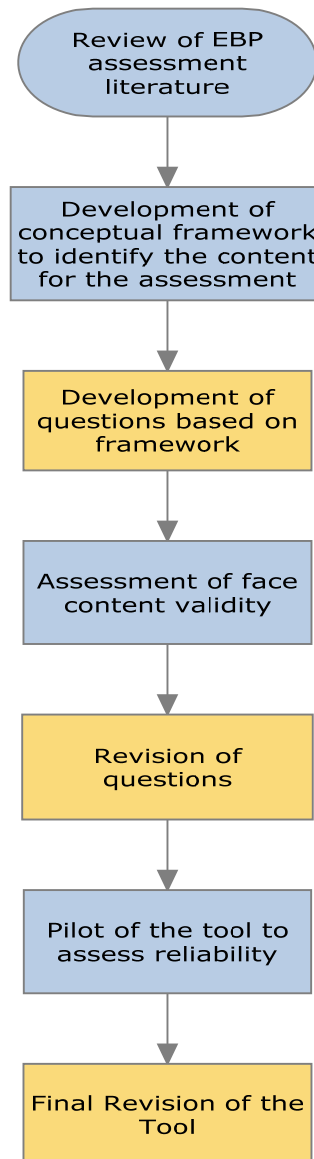 Review of EBP
assessment
literature
Development of
conceptual framework
to identify the content
for the assessment
Development of
questions based on
framework
Assessment of face
content validity
Revision of
questions
Pilot of the tool to
assess reliability
Final Revision of the
Tool